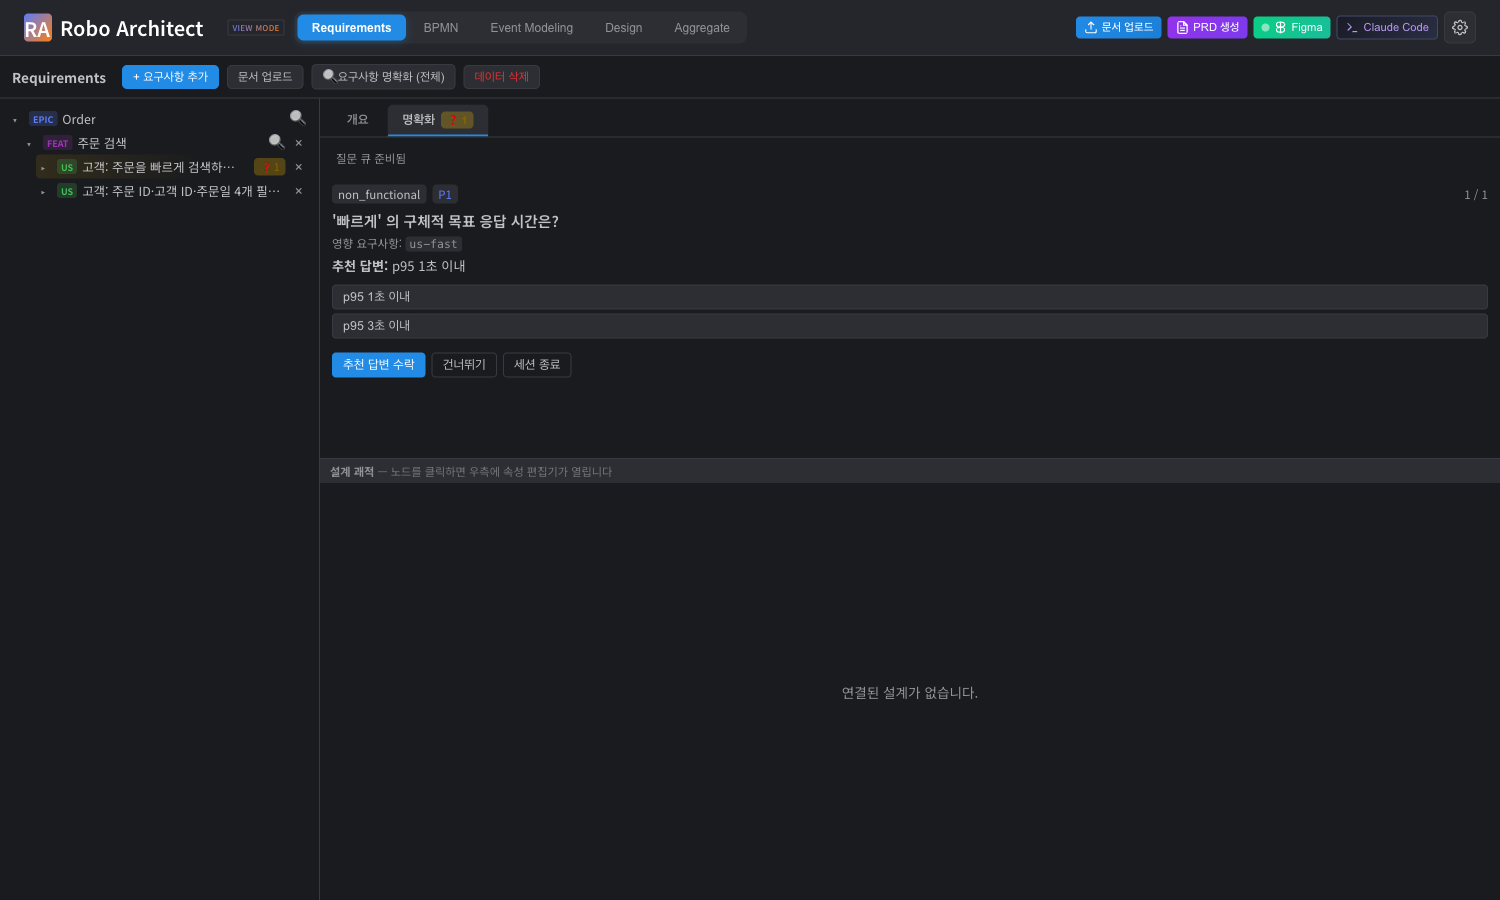 RA Robo Architect VIEW MODE Requirements BPMN Event Modeling Design Aggregate 문서 업로드 PRD 생성 Figma Claude Code
Requirements + 요구사항 추가 문서 업로드 요구사항 명확화 (전체) 데이터 삭제
EPIC Order
FEAT 주문 검색 ×
US 고객: 주문을 빠르게 검색하… ? 1 ×
US 고객: 주문 ID·고객 ID·주문일 4개 필… ×
개요 명확화 ? 1
질문 큐 준비됨
non_functional P1 1 / 1
'빠르게' 의 구체적 목표 응답 시간은?
영향 요구사항: us-fast
추천 답변: p95 1초 이내
p95 1초 이내
p95 3초 이내
추천 답변 수락 건너뛰기 세션 종료
설계 궤적 — 노드를 클릭하면 우측에 속성 편집기가 열립니다
연결된 설계가 없습니다.